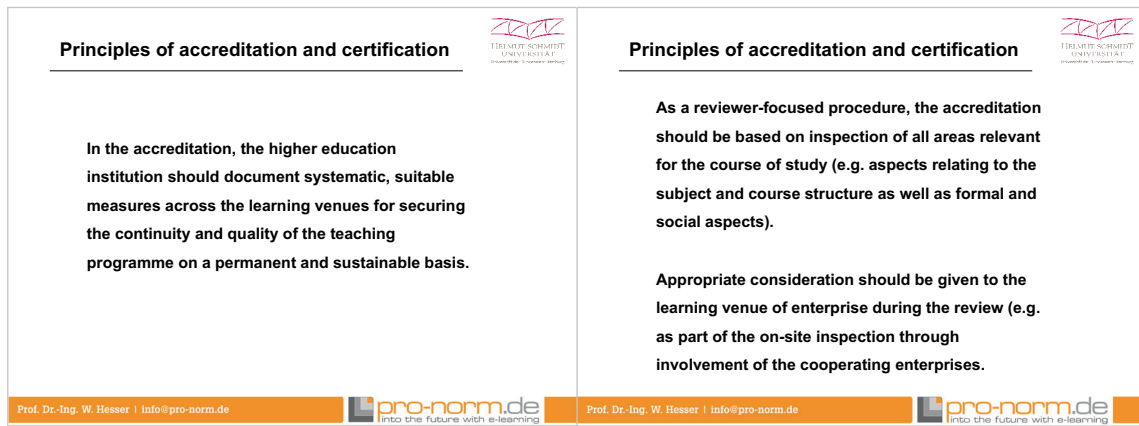 Principles of accreditation and certification
HELMUT SCHMIDT
UNIVERSITÄT
In the accreditation, the higher education
institution should document systematic, suitable
measures across the learning venues for securing
the continuity and quality of the teaching
programme on a permanent and sustainable basis.
Prof. Dr.-Ing. W. Hesser | info@pro-norm.de
pro-norm.de
into the future with e-learning
Principles of accreditation and certification
HELMUT SCHMIDT
UNIVERSITÄT
As a reviewer-focused procedure, the accreditation
should be based on inspection of all areas relevant
for the course of study (e.g. aspects relating to the
subject and course structure as well as formal and
social aspects).
Appropriate consideration should be given to the
learning venue of enterprise during the review (e.g.
as part of the on-site inspection through
involvement of the cooperating enterprises.
Prof. Dr.-Ing. W. Hesser | info@pro-norm.de
pro-norm.de
into the future with e-learning